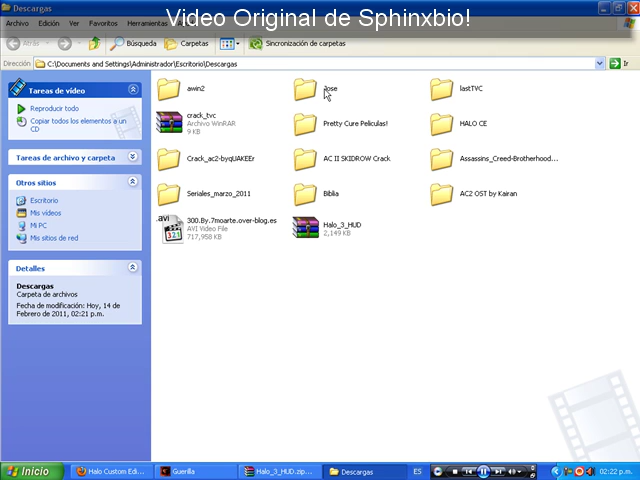 Descargas
Video Original de Sphinxbio!
Archivo Edición Ver Favoritos Herramientas
Atrás Búsqueda Carpetas Sincronización de carpetas
Dirección C:\Documents and Settings\Administrador\Escritorio\Descargas Ir
Tareas de vídeo
Reproducir todo
Copiar todos los elementos a un
CD
Tareas de archivo y carpeta
Otros sitios
Escritorio
Mis vídeos
Mi PC
Mis sitios de red
Detalles
Descargas
Carpeta de archivos
Fecha de modificación: Hoy, 14 de
Febrero de 2011, 02:21 p.m.
awin2
Jose
lastTVC
crack_tvc
Archivo WinRAR
9 KB
Pretty Cure Peliculas!
HALO CE
Crack_ac2-byqUAKEEr
AC II SKIDROW Crack
Assassins_Creed-Brotherhood...
Seriales_marzo_2011
Biblia
AC2 OST by Kairan
.avi
321
300.By.7moarte.over-blog.es
AVI Video File
717,958 KB
Halo_3_HUD
2,149 KB
Inicio
Halo Custom Edi...
Guerilla
Halo_3_HUD.zip...
Descargas
ES
02:22 p.m.